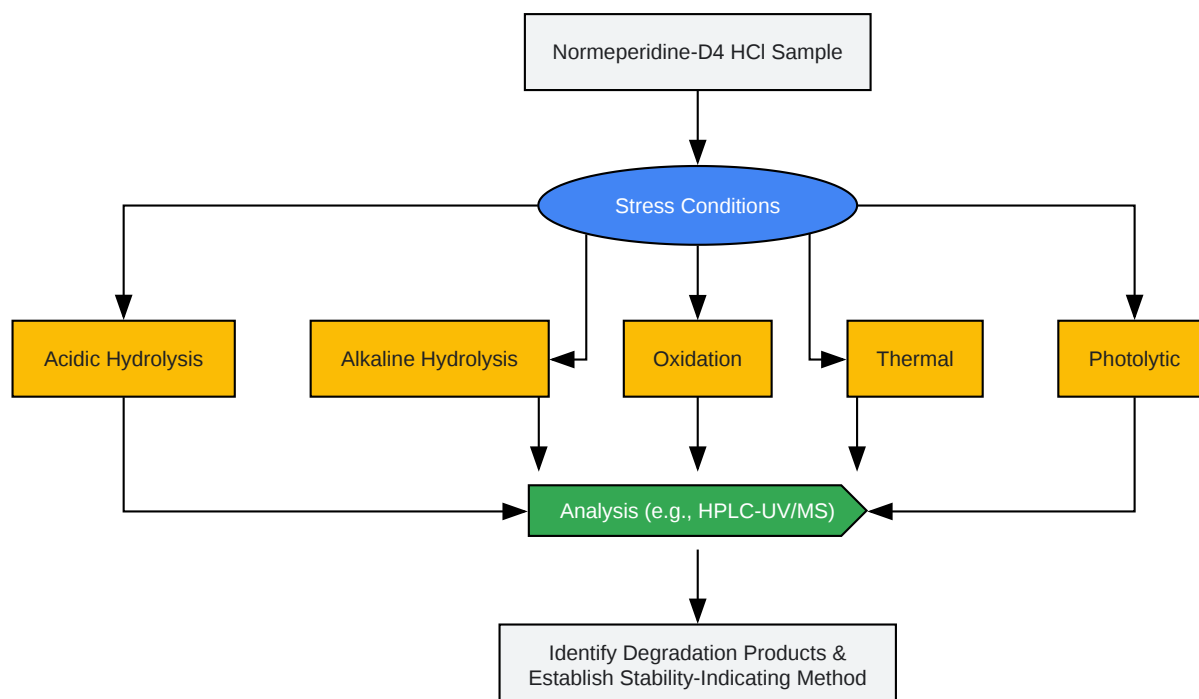 Normeperidine-D4 HCl Sample
Stress Conditions
Acidic Hydrolysis
Alkaline Hydrolysis
Oxidation
Thermal
Photolytic
Analysis (e.g., HPLC-UV/MS)
Identify Degradation Products &
Establish Stability-Indicating Method